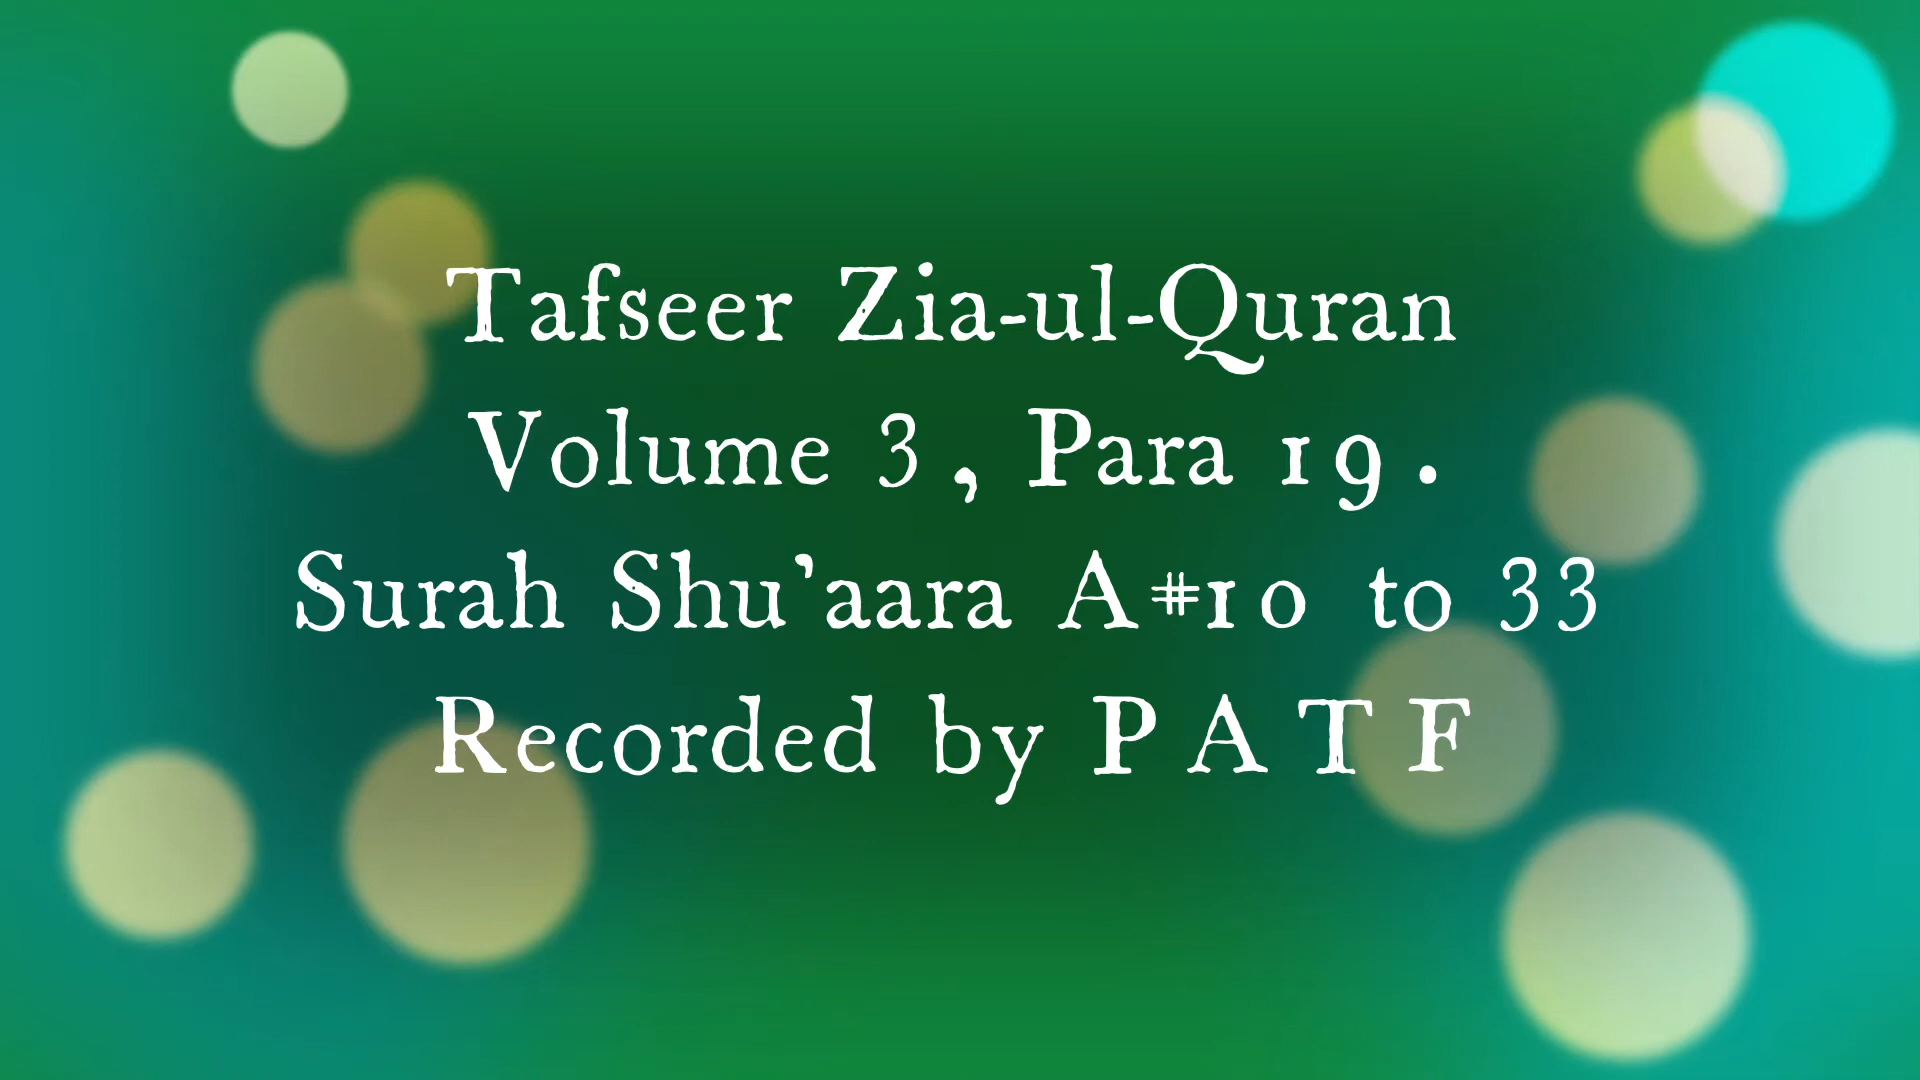 Tafseer Zia-ul-Quran
Volume 3 , Para 19 .
Surah Shu'aara A#10 to 33
Recorded by P A T F